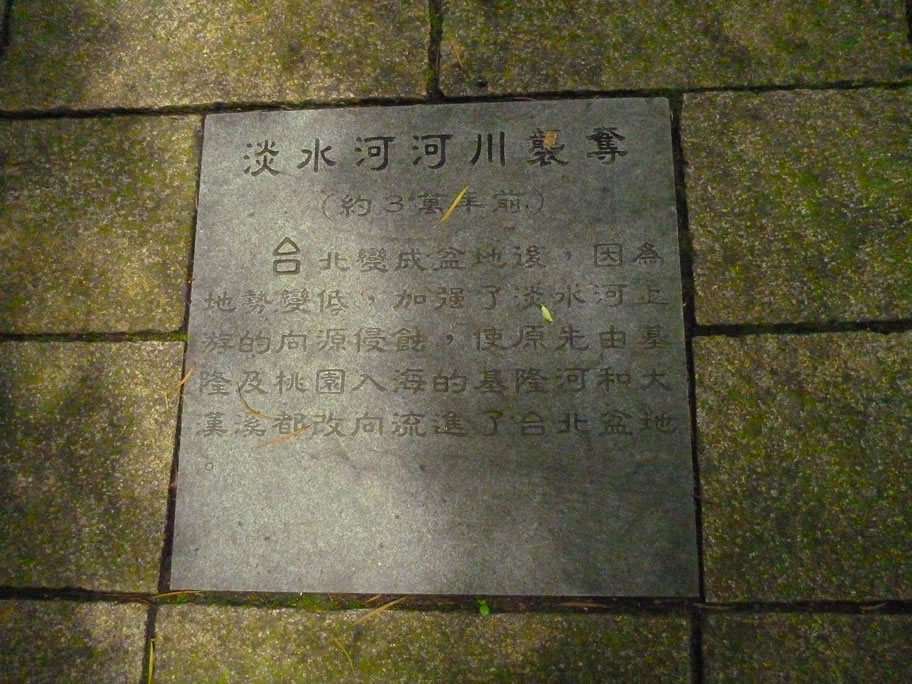 淡水河河川襲奪
(約3萬年前)
台北變成盆地後，因為
地勢變低，加强了淡水河上
游的向源侵蝕，使原先由基
隆及桃園入海的基隆河和大
漢溪都改向流進了台北盆地
。